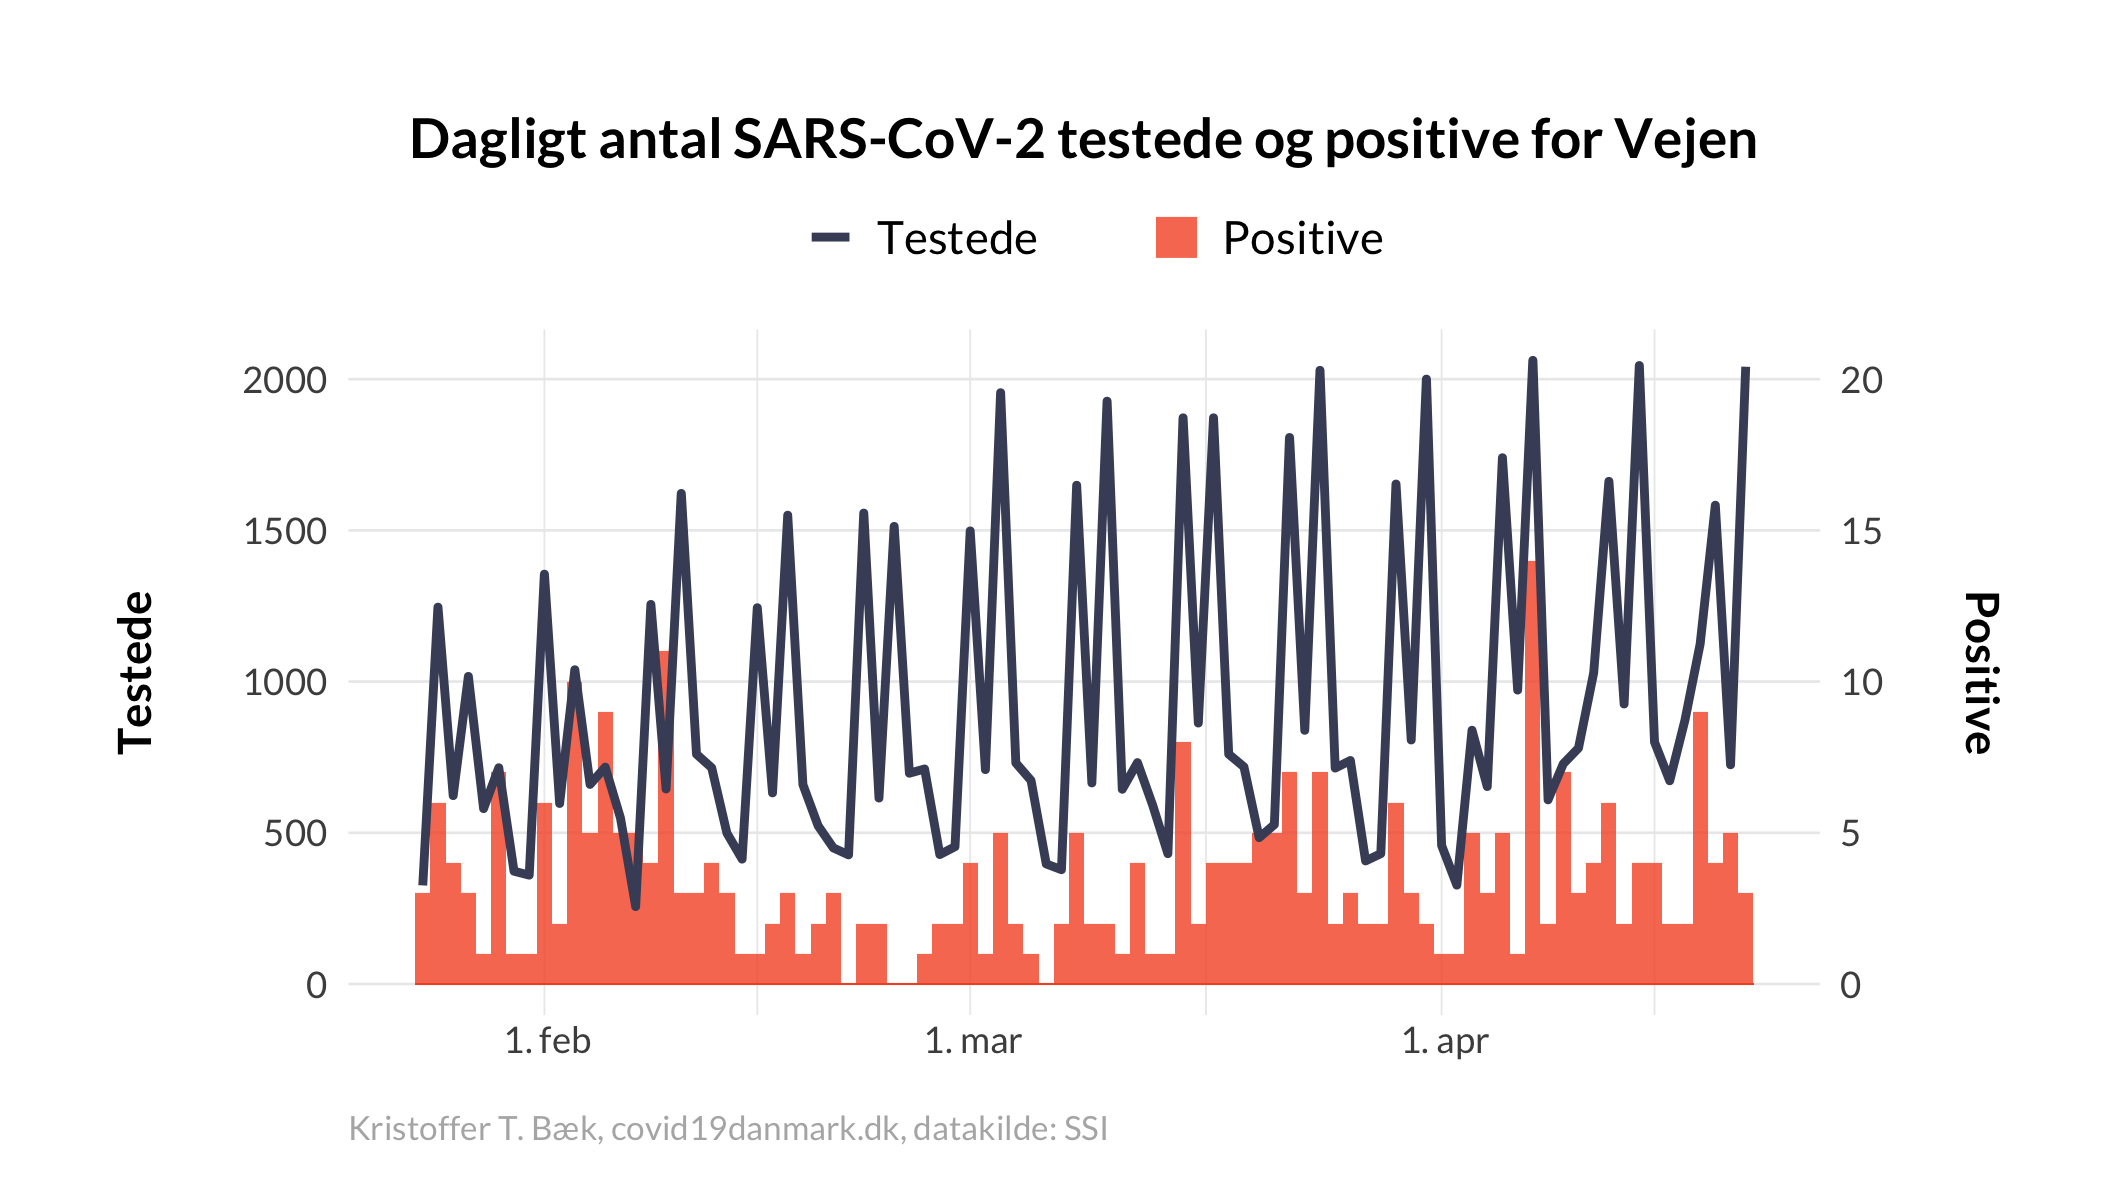 Dagligt antal SARS-CoV-2 testede og positive for Vejen
Testede
Positive
2000
1500
1000
500
0
Testede
20
15
10
5
0
Positive
1. feb
1. mar
1. apr
Kristoffer T. Bæk, covid19danmark.dk, datakilde: SSI